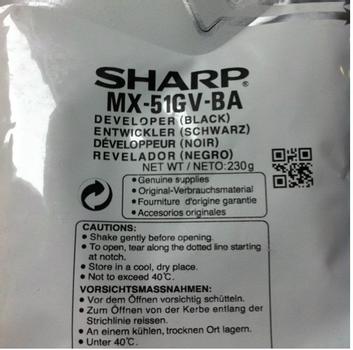 SHARP®
MX-51GV-BA
DEVELOPER (BLACK)
ENTWICKLER (SCHWARZ)
DÉVELOPPEUR (NOIR)
REVELADOR (NEGRO)
NET WT / NETO: 230g
• Genuine supplies
• Original-Verbrauchsmaterial
• Fourniture d'origine garantie
• Accesorios originales
CAUTIONS:
• Shake gently before opening.
• To open, tear along the dotted line starting
at notch.
• Store in a cool, dry place.
• Not to exceed 40℃.
VORSICHTSMASSNAHMEN:
• Vor dem Öffnen vorsichtig schütteln.
• Zum Öffnen von der Kerbe entlang der
Strichlinie reissen.
• An einem kühlen, trocknen Ort lagern.
• Unter 40℃.